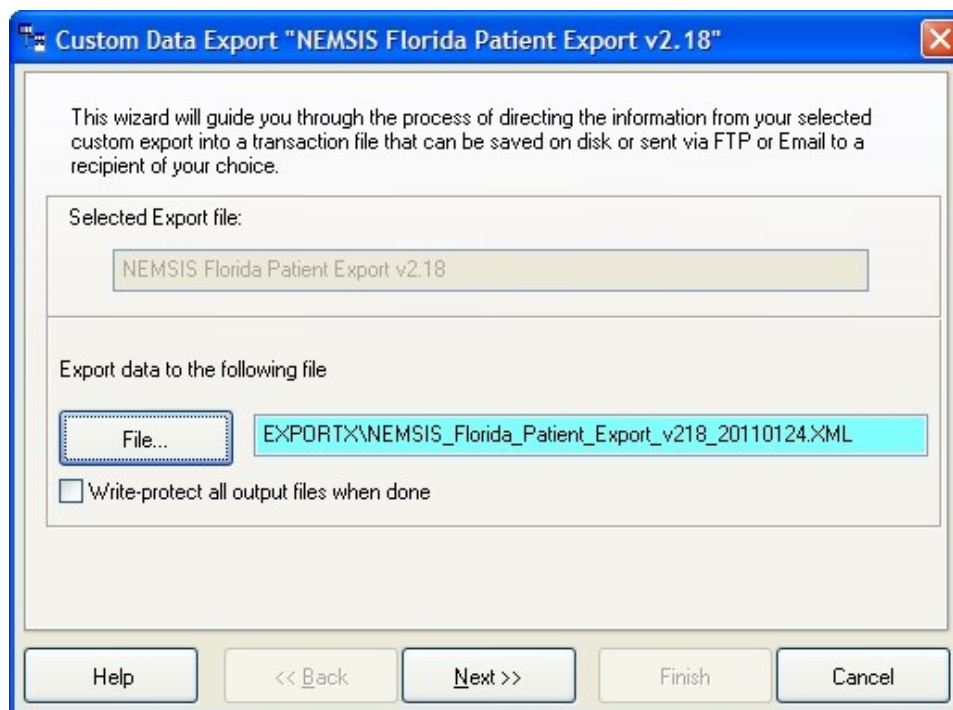 Custom Data Export "NEMSIS Florida Patient Export v2.18"
This wizard will guide you through the process of directing the information from your selected
custom export into a transaction file that can be saved on disk or sent via FTP or Email to a
recipient of your choice.
Selected Export file:
NEMSIS Florida Patient Export v2.18
Export data to the following file
File... EXPORTX\NEMSIS_Florida_Patient_Export_v218_20110124.XML
Write-protect all output files when done
Help << Back Next >> Finish Cancel